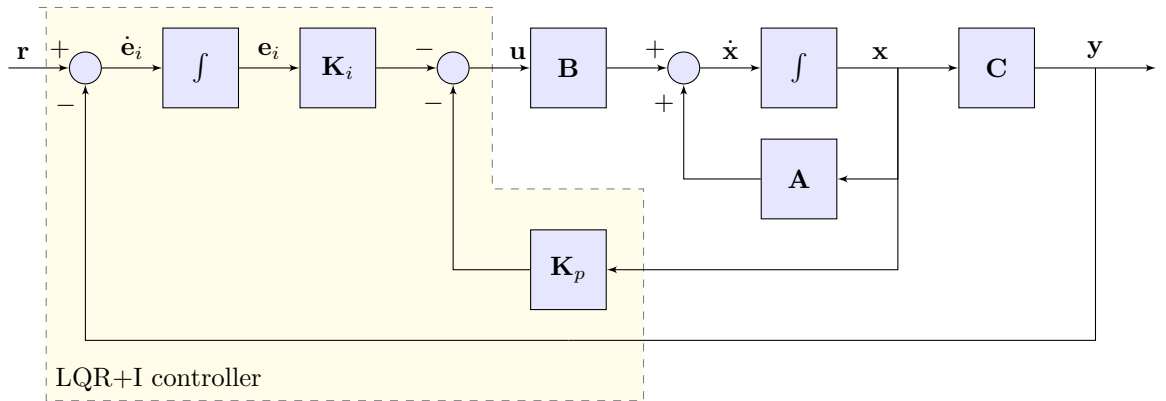 r + ė_i ∫ e_i K_i − u B + ẋ ∫ x C y
− − +
A
K_p
LQR+I controller